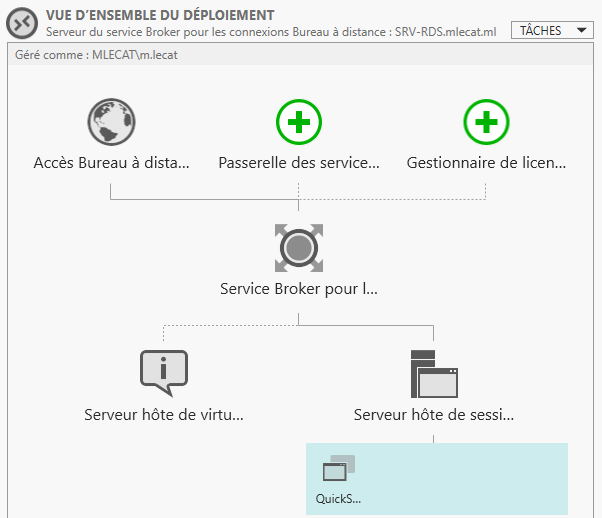 VUE D'ENSEMBLE DU DÉPLOIEMENT
Serveur du service Broker pour les connexions Bureau à distance : SRV-RDS.mlecat.ml
TÂCHES
Géré comme : MLECAT\m.lecat
Accès Bureau à dista...
Passerelle des service...
Gestionnaire de licen...
Service Broker pour l...
Serveur hôte de virtu...
Serveur hôte de sessi...
QuickS...